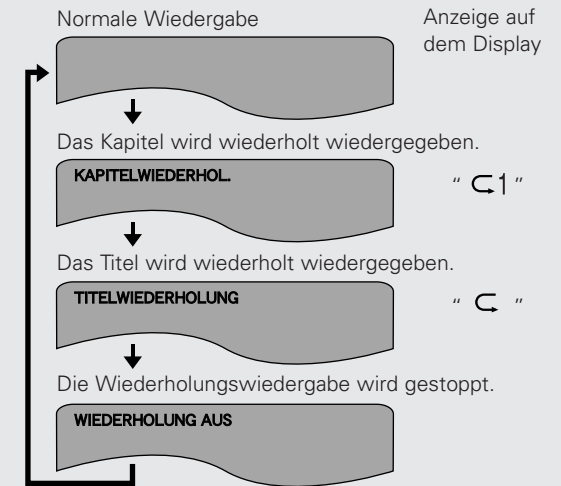 Normale Wiedergabe
Anzeige auf
dem Display
Das Kapitel wird wiederholt wiedergegeben.
KAPITELWIEDERHOL.
“ ⊂1 ”
Das Titel wird wiederholt wiedergegeben.
TITELWIEDERHOLUNG
“ ⊂ ”
Die Wiederholungswiedergabe wird gestoppt.
WIEDERHOLUNG AUS